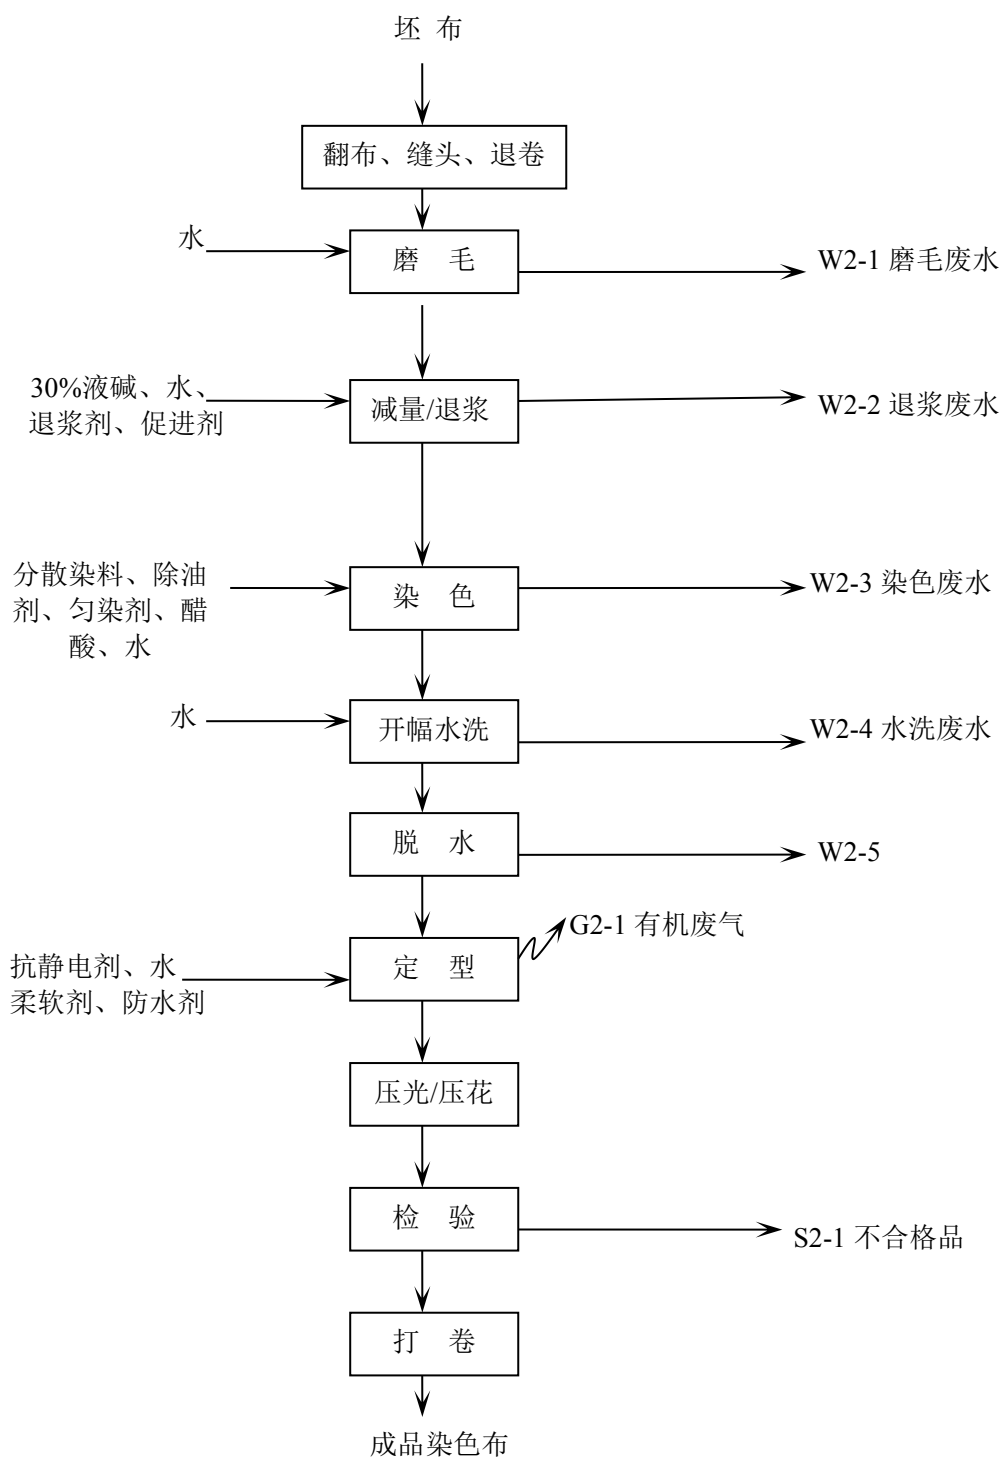 坯 布
翻布、缝头、退卷
水
磨 毛
W2-1 磨毛废水
30%液碱、水、
退浆剂、促进剂
减量/退浆
W2-2 退浆废水
分散染料、除油
剂、匀染剂、醋
酸、水
染 色
W2-3 染色废水
水
开幅水洗
W2-4 水洗废水
脱 水
W2-5
G2-1 有机废气
抗静电剂、水
柔软剂、防水剂
定 型
压光/压花
检 验
S2-1 不合格品
打 卷
成品染色布